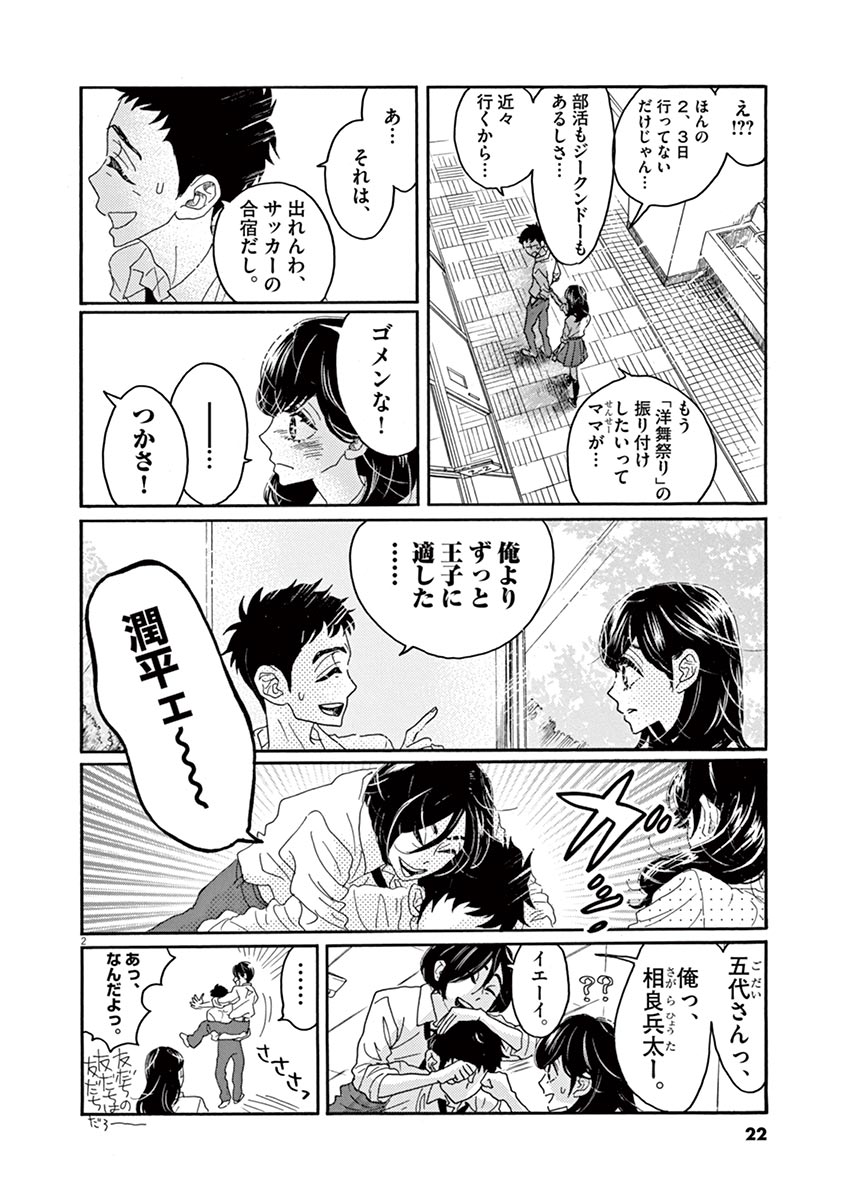 え!??
ほんの
2、3日
行ってない
だけじゃん…
部活もジークンドーも
あるしさ…
近々
行くから…
もう
「洋舞祭り」の
振り付け
したいって
ママが…
せんせー
あ…
それは、
出れんわ、
サッカーの
合宿だし。
ゴメンな!
――…
つかさ!
俺より
ずっと
王子に
適した
……
潤平ェ〜〜〜
ガバッ
五代さんっ、
ごだい
俺っ、
相良兵太ー。
さがらひょうた
??
イエーイ。
……
ささささっ
あっ、
なんだよっ。
友だちの
友だちは
友だち
だろ——
2
22